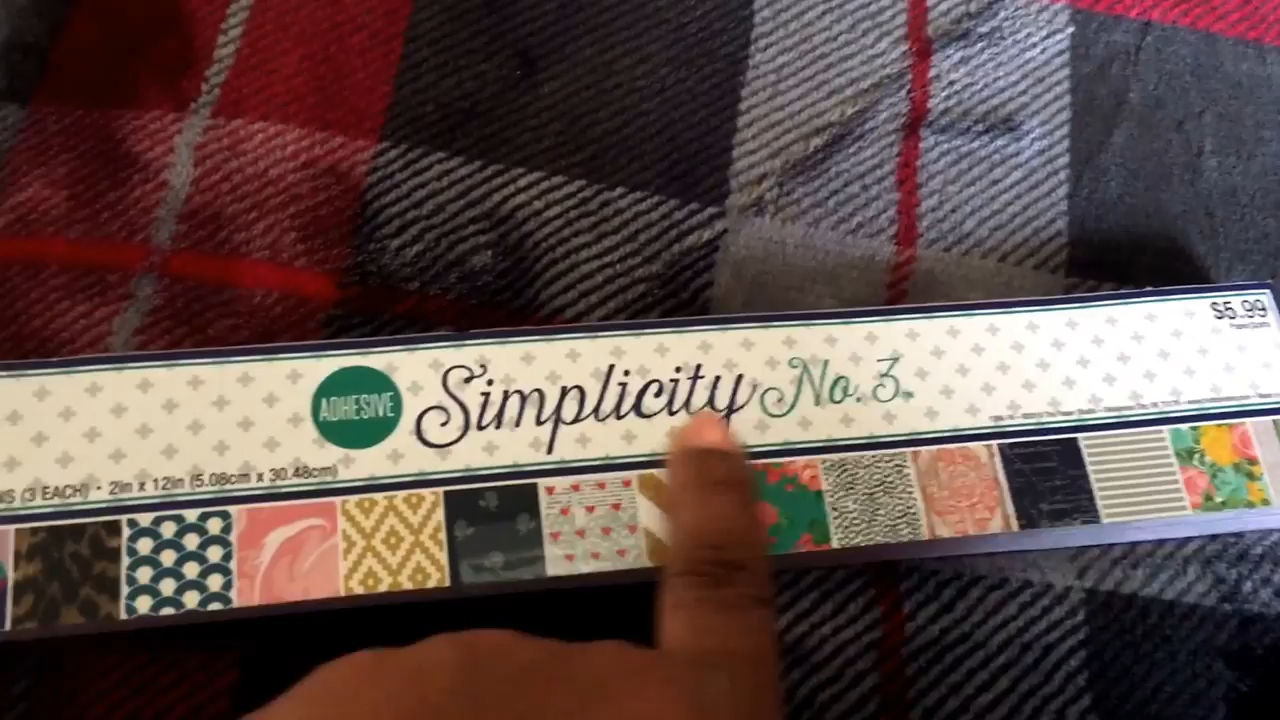 $5.99
ADHESIVE
Simplicity No. 3
(3 EACH) • 2in x 12in (5.08cm x 30.48cm)